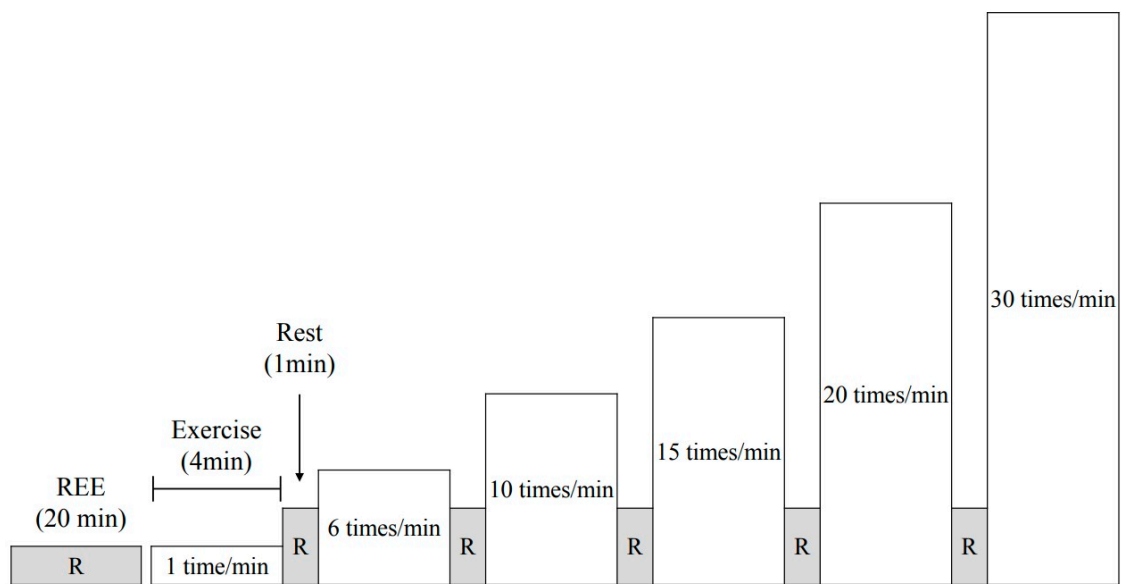 REE
(20 min)
R
Exercise
(4min)
1 time/min
Rest
(1min)
R
6 times/min
R
10 times/min
R
15 times/min
R
20 times/min
R
30 times/min